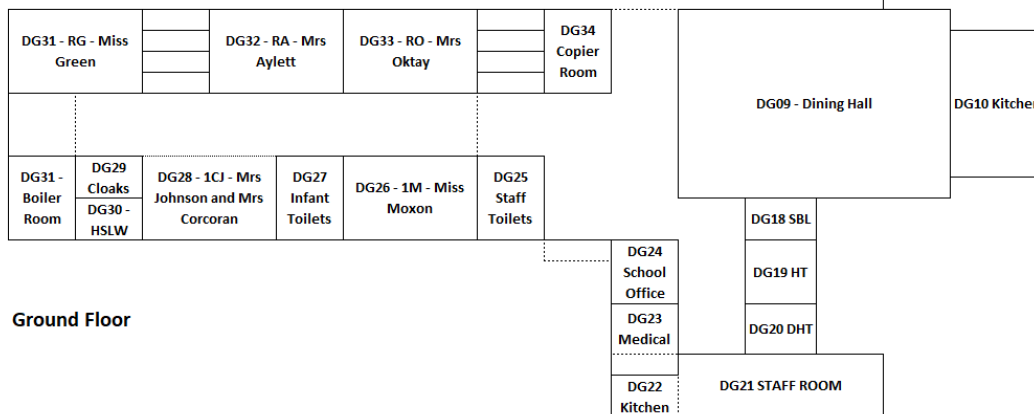 DG31 - RG - Miss
Green
DG32 - RA - Mrs
Aylett
DG33 - RO - Mrs
Oktay
DG34
Copier
Room
DG09 - Dining Hall
DG10 Kitchen
DG31 -
Boiler
Room
DG29
Cloaks
DG30 -
HSLW
DG28 - 1CJ - Mrs
Johnson and Mrs
Corcoran
DG27
Infant
Toilets
DG26 - 1M - Miss
Moxon
DG25
Staff
Toilets
DG18 SBL
DG24
School
Office
DG19 HT
Ground Floor
DG23
Medical
DG20 DHT
DG22
Kitchen
DG21 STAFF ROOM